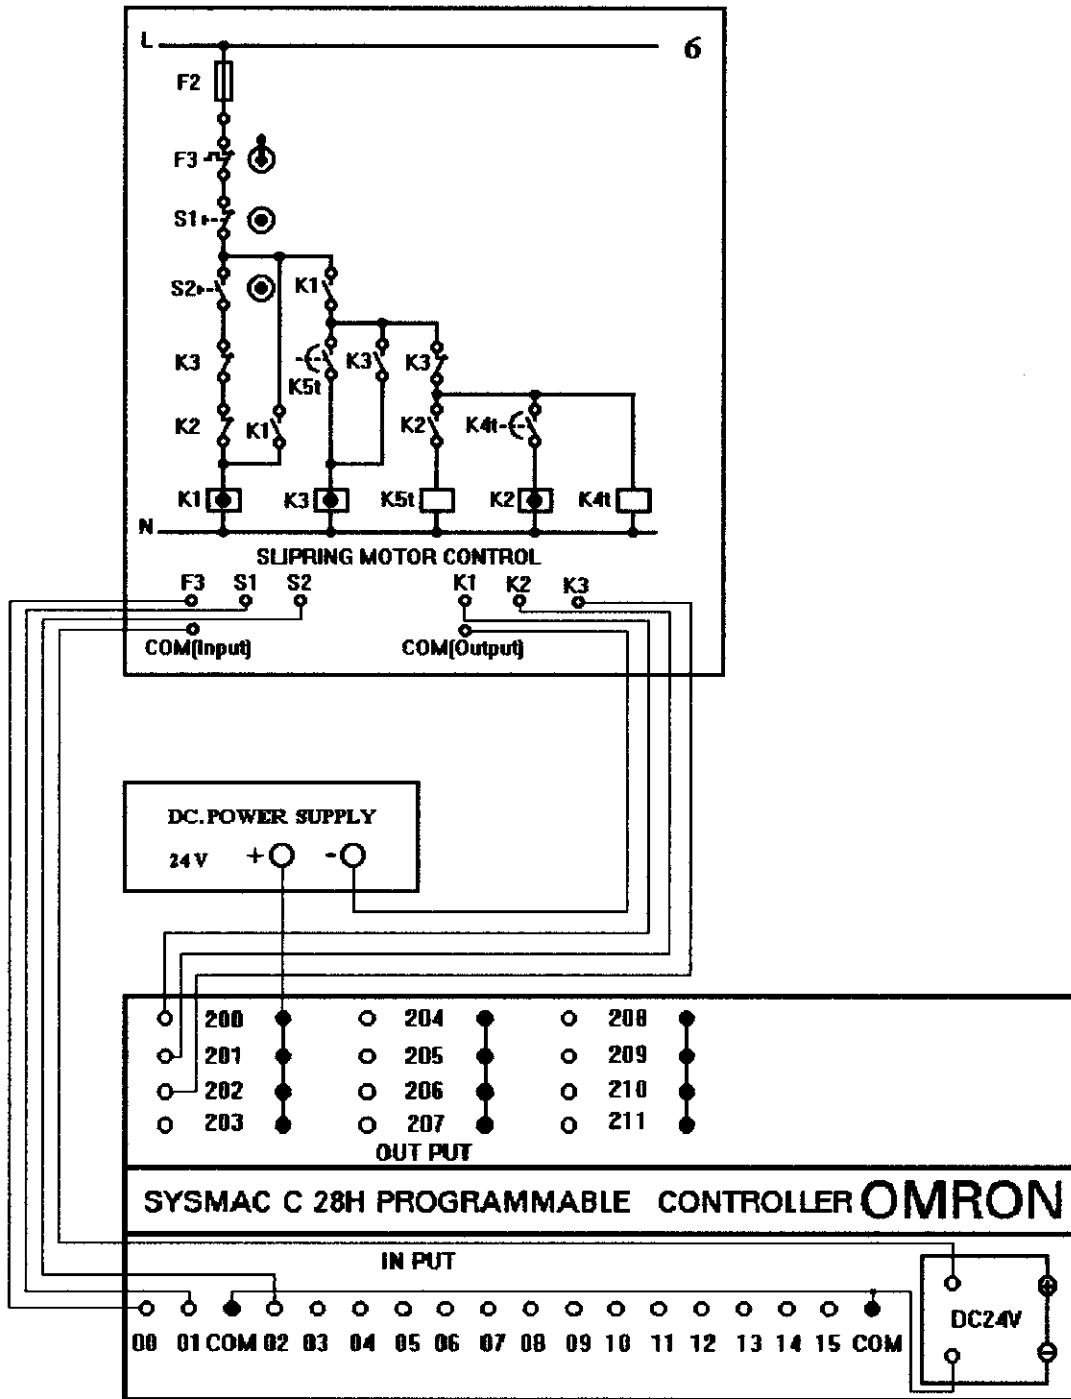 L 6
F2
F3
S1
S2 K1
K3 K5t K3 K3
K2 K1 K2 K4t
K1 K3 K5t K2 K4t
N
SLIPRING MOTOR CONTROL
F3 S1 S2 K1 K2 K3
COM(Input) COM(Output)
DC.POWER SUPPLY
24 V + -
200 204 208
201 205 209
202 206 210
203 207 211
OUT PUT
SYSMAC C 28H PROGRAMMABLE CONTROLLER OMRON
IN PUT
+
DC24V
-
00 01 COM 02 03 04 05 06 07 08 09 10 11 12 13 14 15 COM